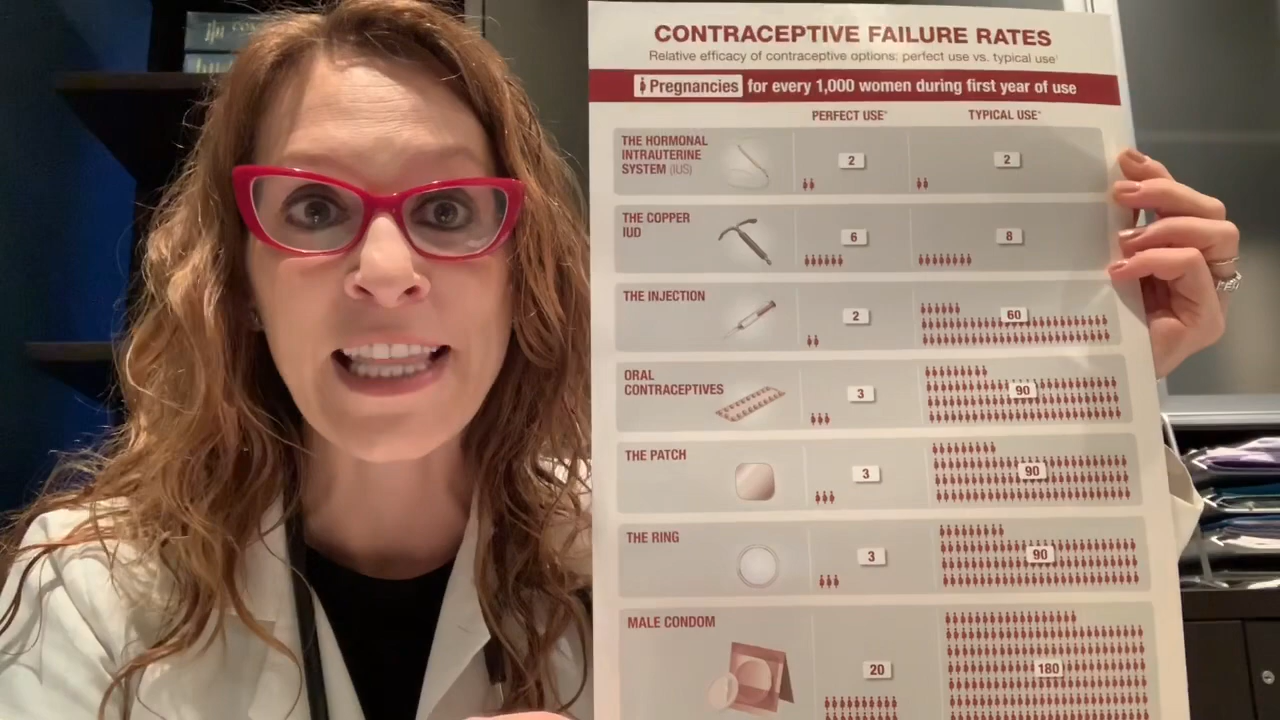 CONTRACEPTIVE FAILURE RATES
Relative efficacy of contraceptive options; perfect use vs. typical use¹
Pregnancies for every 1,000 women during first year of use
PERFECT USE* TYPICAL USE*
THE HORMONAL
INTRAUTERINE
SYSTEM (IUS)
2 2
THE COPPER
IUD
6 8
THE INJECTION
2 60
ORAL
CONTRACEPTIVES
3 90
THE PATCH
3 90
THE RING
3 90
MALE CONDOM
20 180